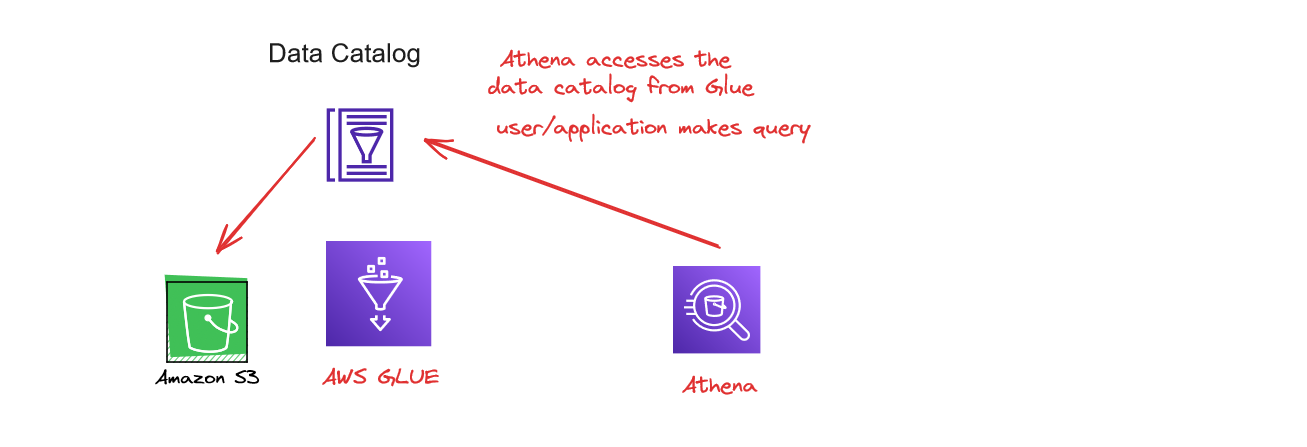 Data Catalog
Athena accesses the
data catalog from Glue
user/application makes query
Amazon S3
AWS GLUE
Athena